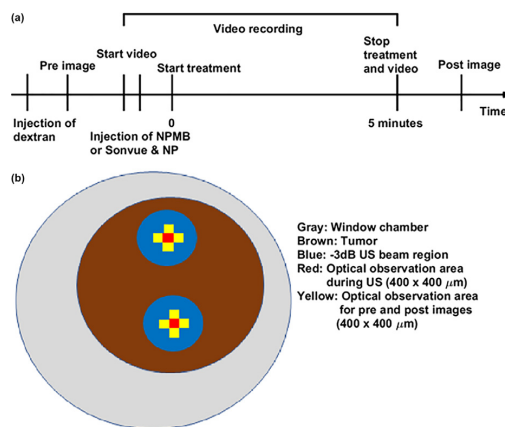 (a)
Video recording
Start video
Pre image
Start treatment
Stop
treatment
and video
Post image
Time
Injection of
dextran
Injection of NPMB
or Sonvue & NP
0
5 minutes
(b)
Gray: Window chamber
Brown: Tumor
Blue: -3dB US beam region
Red: Optical observation area
during US (400 x 400 μm)
Yellow: Optical observation area
for pre and post images
(400 x 400 μm)